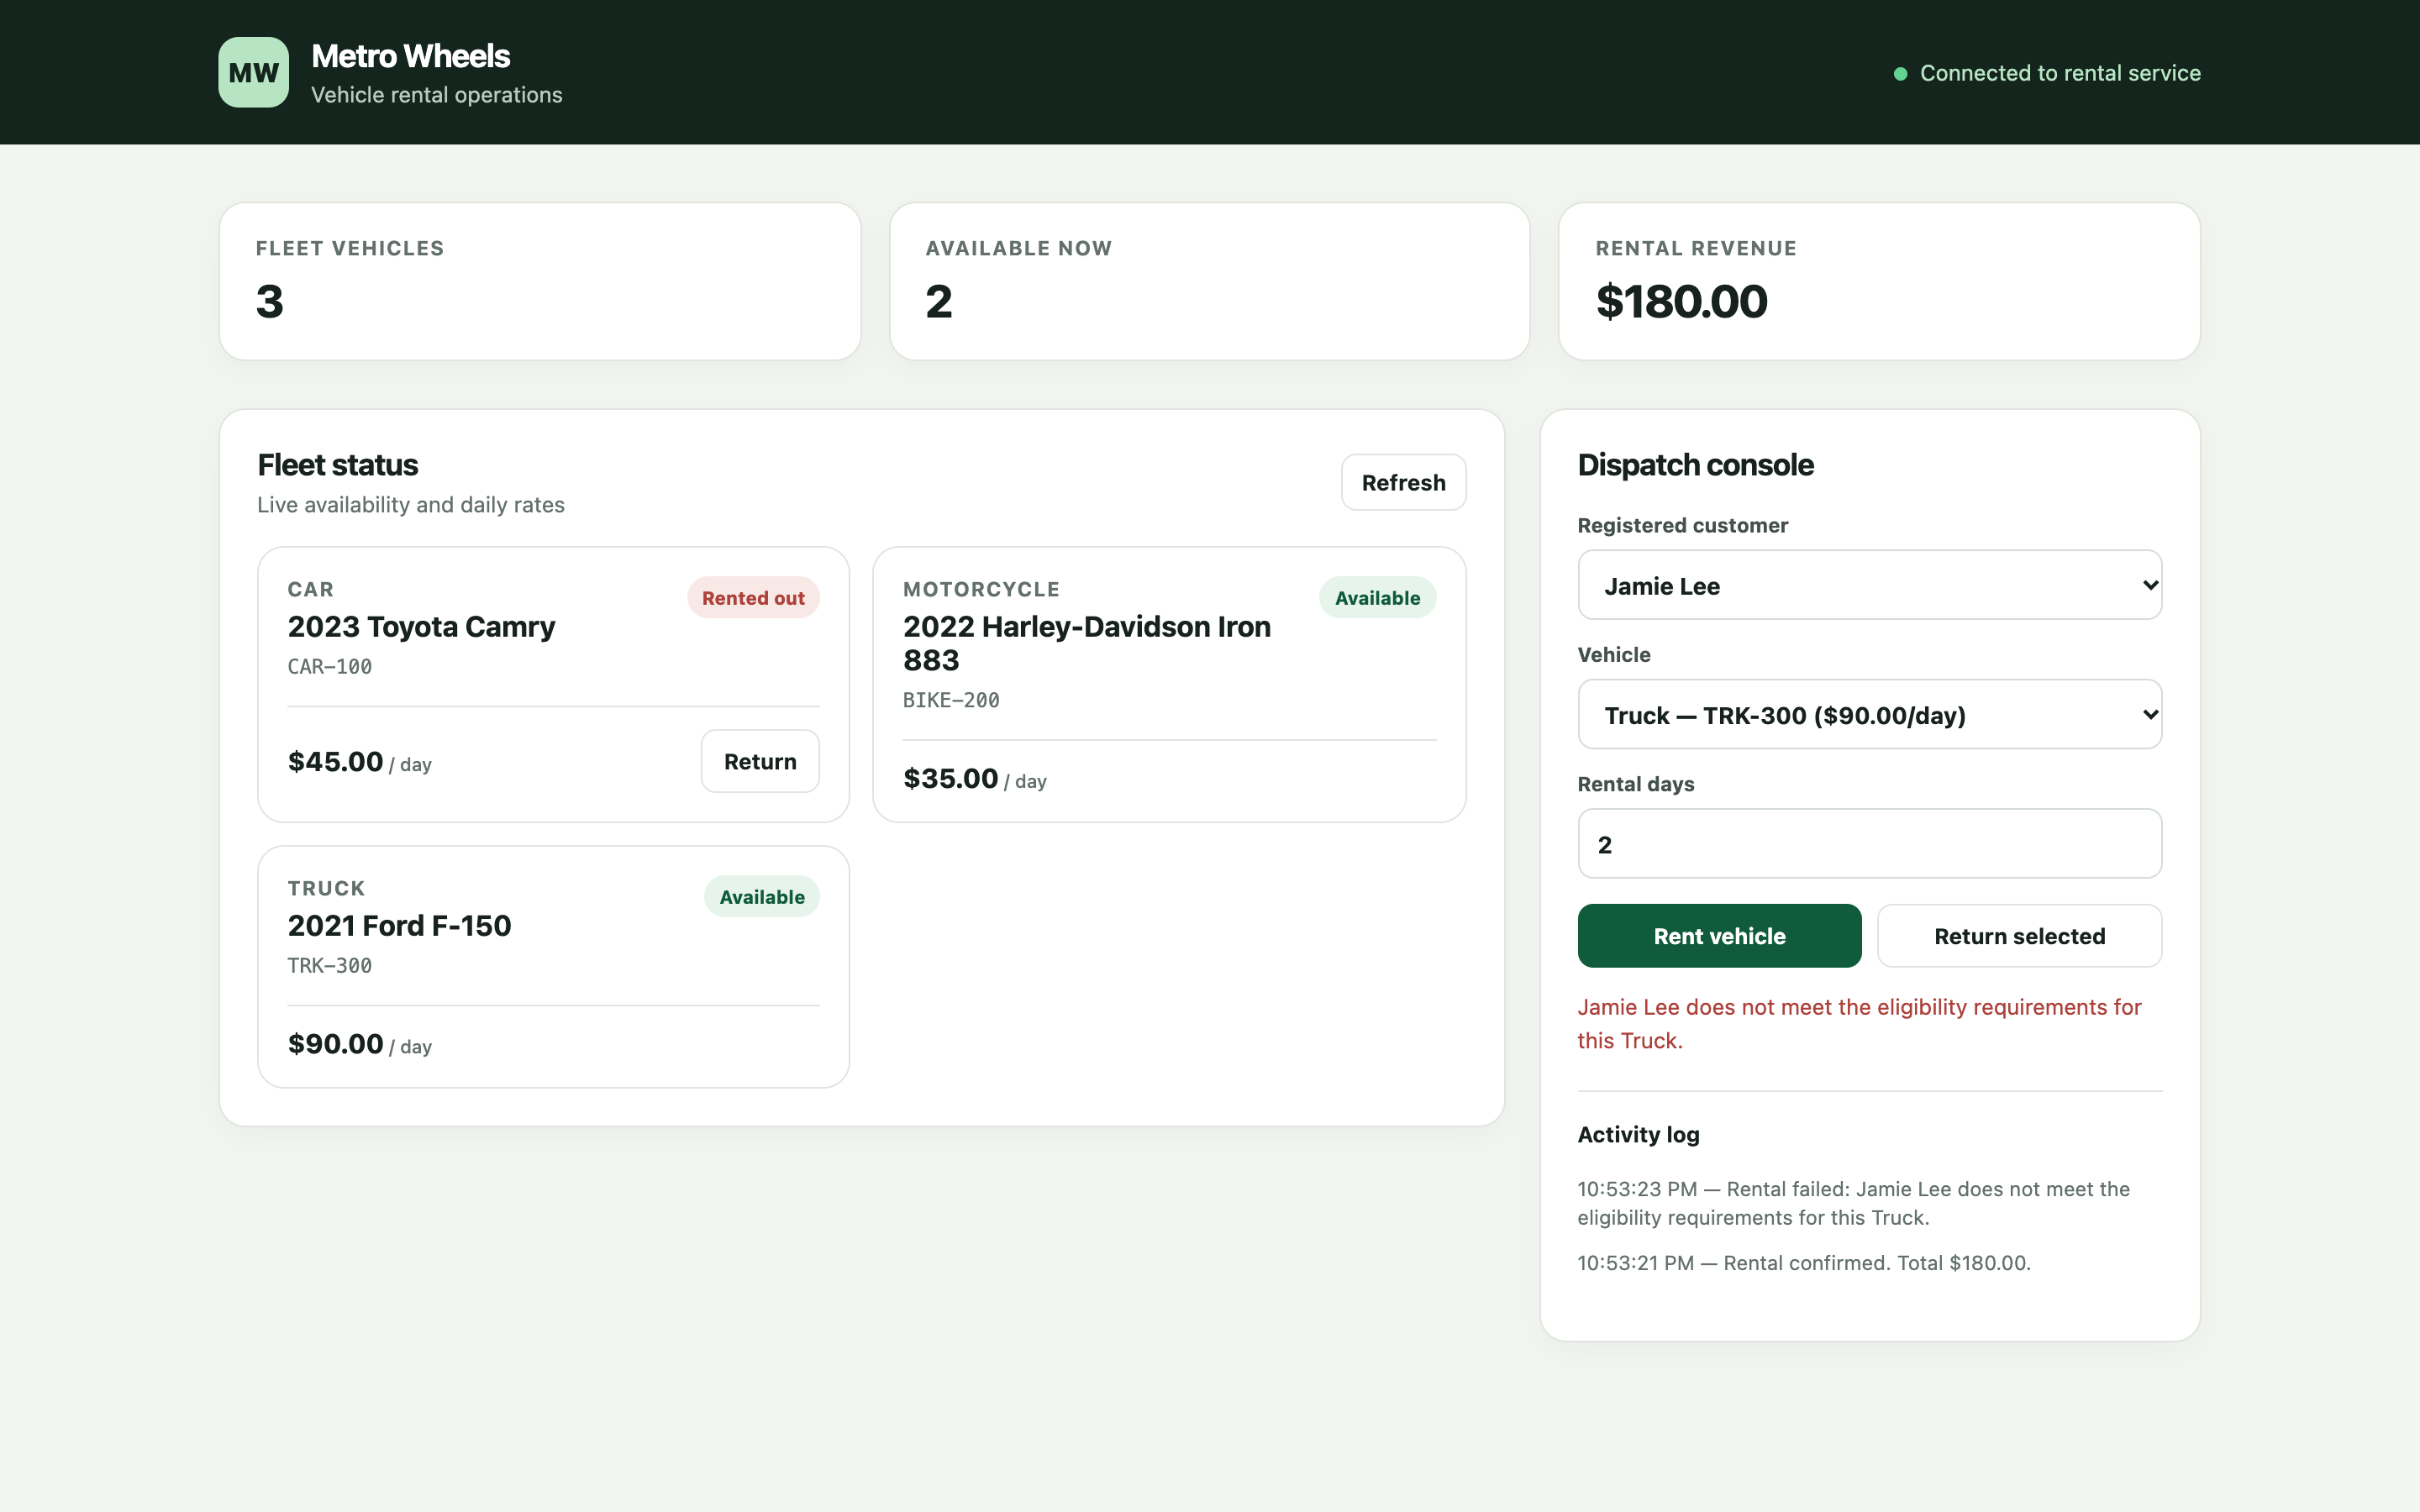 MW
Metro Wheels
Vehicle rental operations
Connected to rental service
FLEET VEHICLES
3
AVAILABLE NOW
2
RENTAL REVENUE
$180.00
Fleet status
Live availability and daily rates
Refresh
CAR
Rented out
2023 Toyota Camry
CAR-100
$45.00 / day
Return
MOTORCYCLE
Available
2022 Harley-Davidson Iron
883
BIKE-200
$35.00 / day
TRUCK
Available
2021 Ford F-150
TRK-300
$90.00 / day
Dispatch console
Registered customer
Jamie Lee
Vehicle
Truck — TRK-300 ($90.00/day)
Rental days
2
Rent vehicle
Return selected
Jamie Lee does not meet the eligibility requirements for
this Truck.
Activity log
10:53:23 PM — Rental failed: Jamie Lee does not meet the
eligibility requirements for this Truck.
10:53:21 PM — Rental confirmed. Total $180.00.